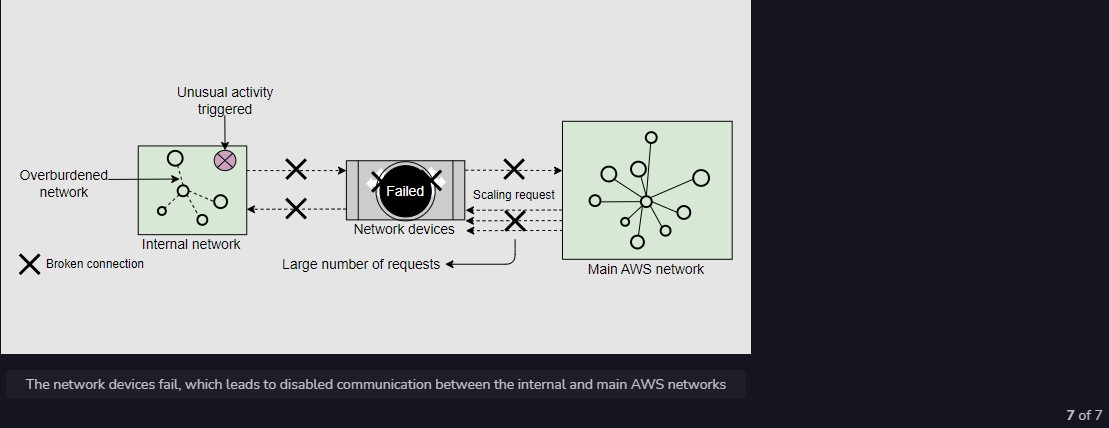 Unusual activity
triggered
Overburdened
network
Failed
Scaling request
Network devices
Internal network
Broken connection
Large number of requests
Main AWS network
The network devices fail, which leads to disabled communication between the internal and main AWS networks
7 of 7